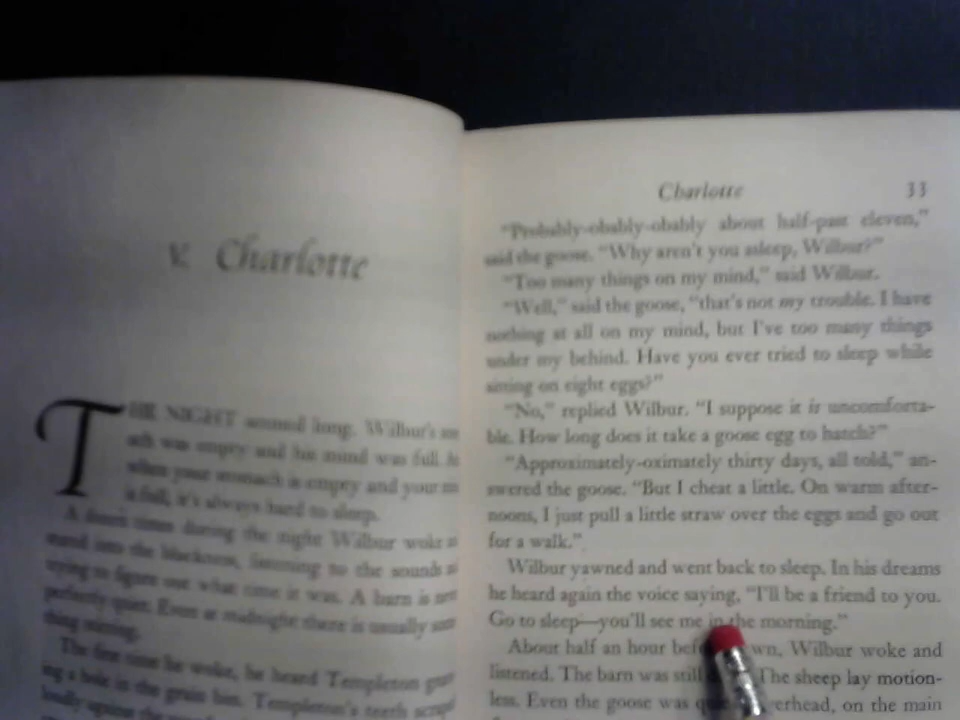 v. Charlotte
THE NIGHT seemed long. Wilbur's
was empty and his mind was full.
when your stomach is empty and your
is full, it's always hard to sleep.
A dozen times during the night Wilbur woke
into the blackness, listening to the sounds
trying to figure out what time it was. A barn is
perfectly quiet. Even at midnight there is usually
thing stirring.
The first time he woke, he heard Templeton
ing a hole in the grain bin. Templeton's teeth
loudly against the
Charlotte 33
"Probably-obably-obably about half-past eleven,"
said the goose. "Why aren't you asleep, Wilbur?"
"Too many things on my mind," said Wilbur.
"Well," said the goose, "that's not my trouble. I have
nothing at all on my mind, but I've too many things
under my behind. Have you ever tried to sleep while
sitting on eight eggs?"
"No," replied Wilbur. "I suppose it is uncomforta-
ble. How long does it take a goose egg to hatch?"
"Approximately-oximately thirty days, all told," an-
swered the goose. "But I cheat a little. On warm after-
noons, I just pull a little straw over the eggs and go out
for a walk."
Wilbur yawned and went back to sleep. In his dreams
he heard again the voice saying, "I'll be a friend to you.
Go to sleep—you'll see me in the morning."
About half an hour bef wn, Wilbur woke and
listened. The barn was still The sheep lay motion-
less. Even the goose was erhead, on the main